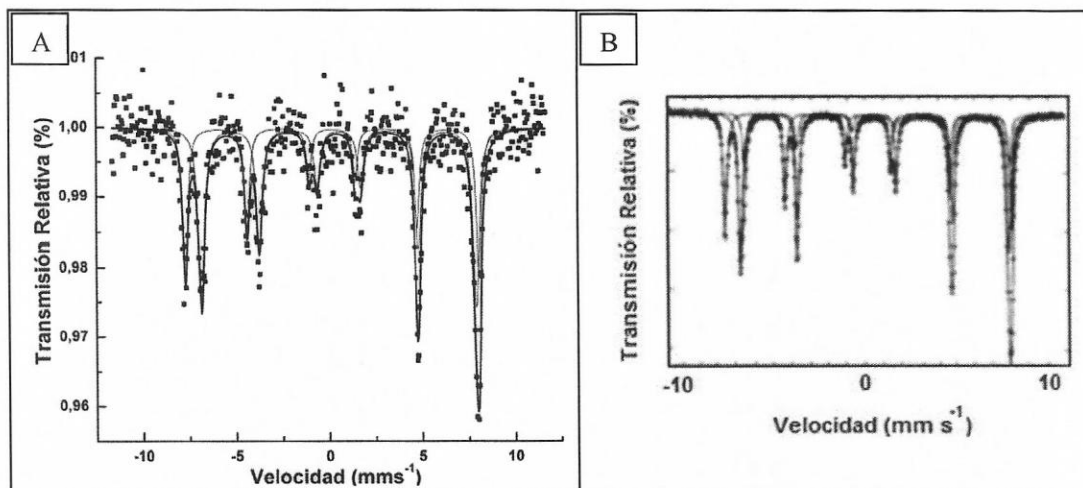 A
1,01
1,00
0,99
0,98
0,97
0,96
Transmisión Relativa (%)
-10 -5 0 5 10
Velocidad (mms⁻¹)
B
Transmisión Relativa (%)
-10 0 10
Velocidad (mm s⁻¹)